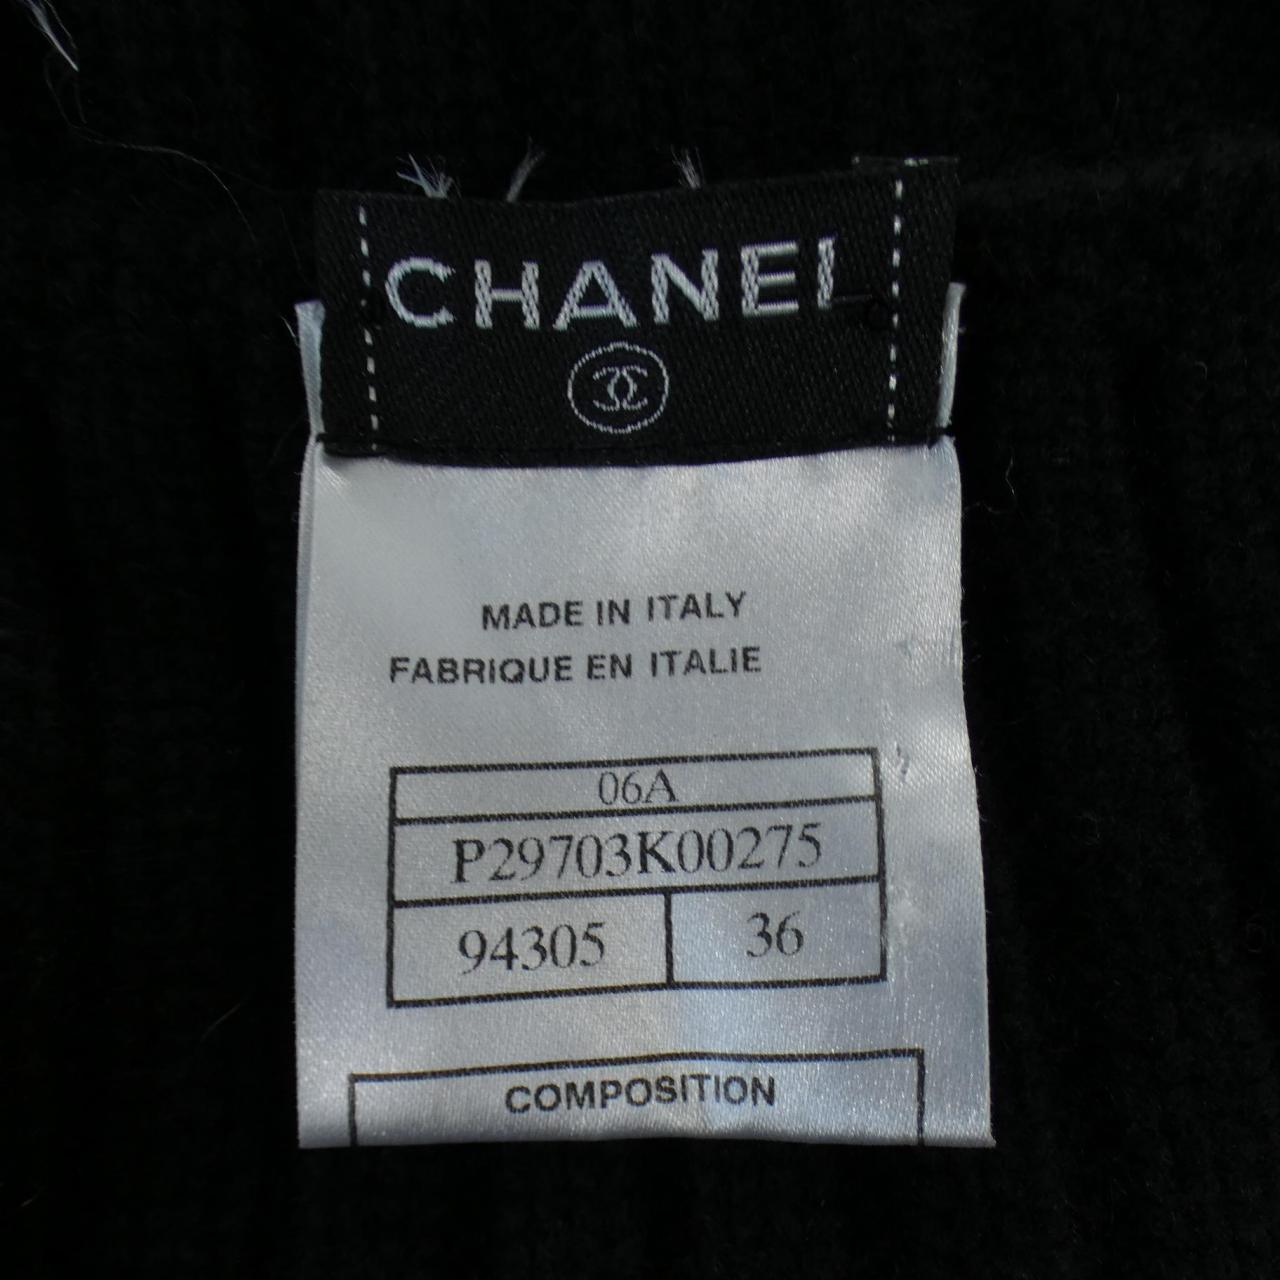 CHANEL
MADE IN ITALY
FABRIQUE EN ITALIE
06A
P29703K00275
94305 36
COMPOSITION